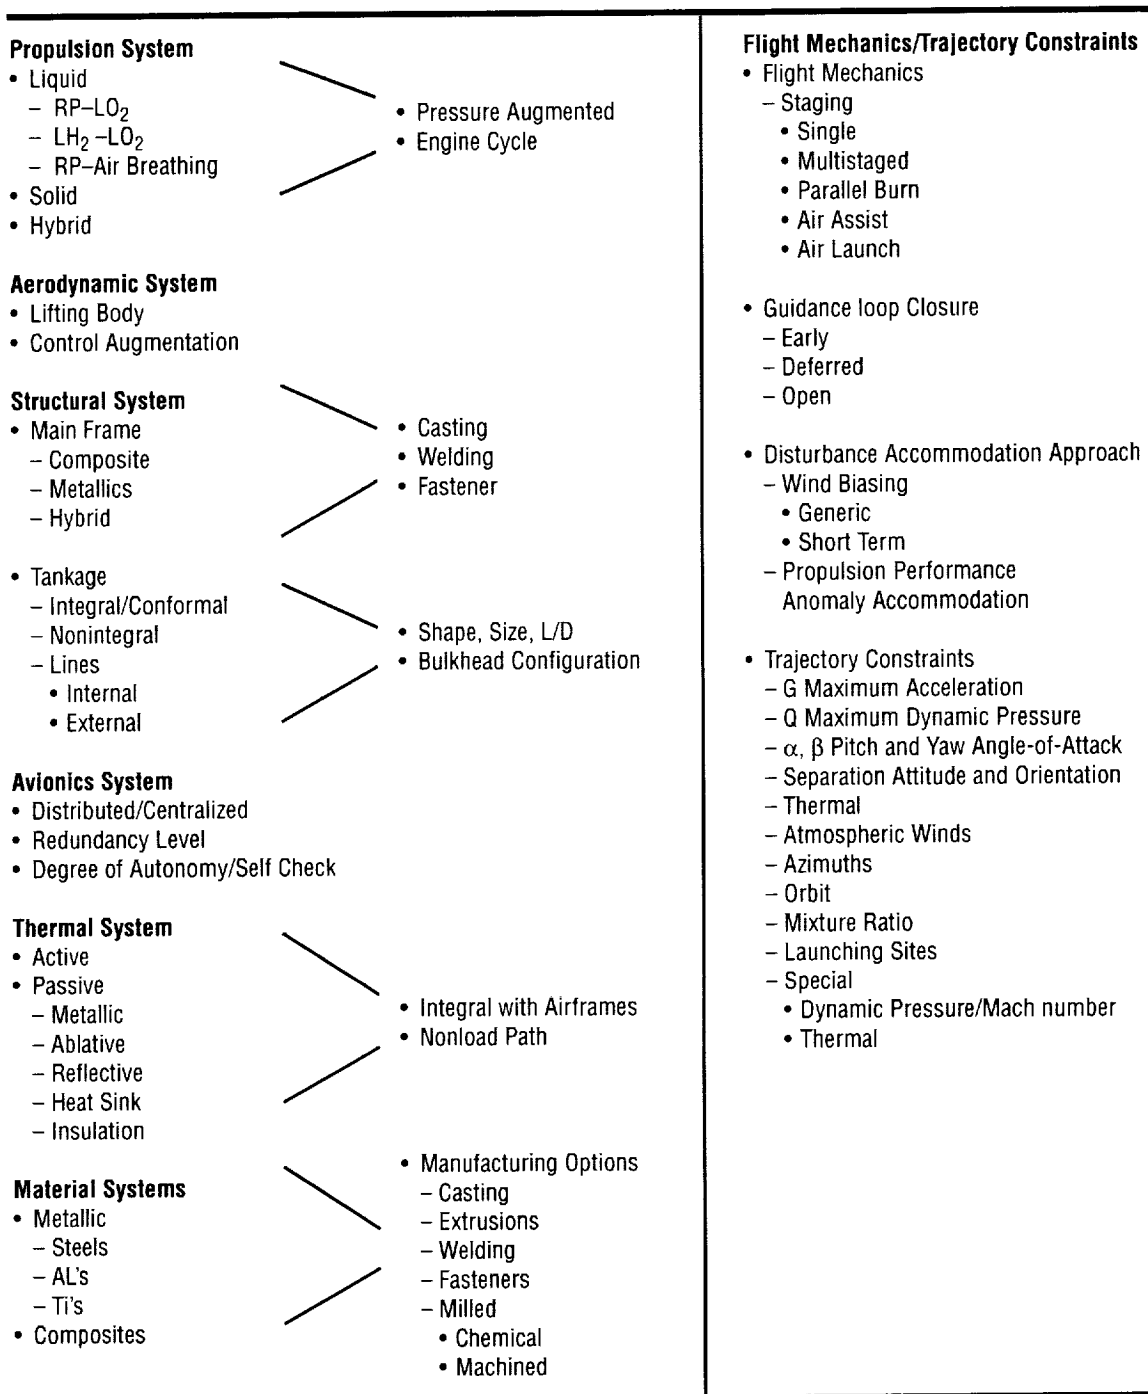 Propulsion System
• Liquid
– RP–LO₂
– LH₂ –LO₂
– RP–Air Breathing
• Solid
• Hybrid
• Pressure Augmented
• Engine Cycle
Aerodynamic System
• Lifting Body
• Control Augmentation
Structural System
• Main Frame
– Composite
– Metallics
– Hybrid
• Casting
• Welding
• Fastener
• Tankage
– Integral/Conformal
– Nonintegral
– Lines
• Internal
• External
• Shape, Size, L/D
• Bulkhead Configuration
Avionics System
• Distributed/Centralized
• Redundancy Level
• Degree of Autonomy/Self Check
Thermal System
• Active
• Passive
– Metallic
– Ablative
– Reflective
– Heat Sink
– Insulation
• Integral with Airframes
• Nonload Path
Material Systems
• Metallic
– Steels
– AL's
– Ti's
• Composites
• Manufacturing Options
– Casting
– Extrusions
– Welding
– Fasteners
– Milled
• Chemical
• Machined
Flight Mechanics/Trajectory Constraints
• Flight Mechanics
– Staging
• Single
• Multistaged
• Parallel Burn
• Air Assist
• Air Launch
• Guidance loop Closure
– Early
– Deferred
– Open
• Disturbance Accommodation Approach
– Wind Biasing
• Generic
• Short Term
– Propulsion Performance
Anomaly Accommodation
• Trajectory Constraints
– G Maximum Acceleration
– Q Maximum Dynamic Pressure
– α, β Pitch and Yaw Angle-of-Attack
– Separation Attitude and Orientation
– Thermal
– Atmospheric Winds
– Azimuths
– Orbit
– Mixture Ratio
– Launching Sites
– Special
• Dynamic Pressure/Mach number
• Thermal